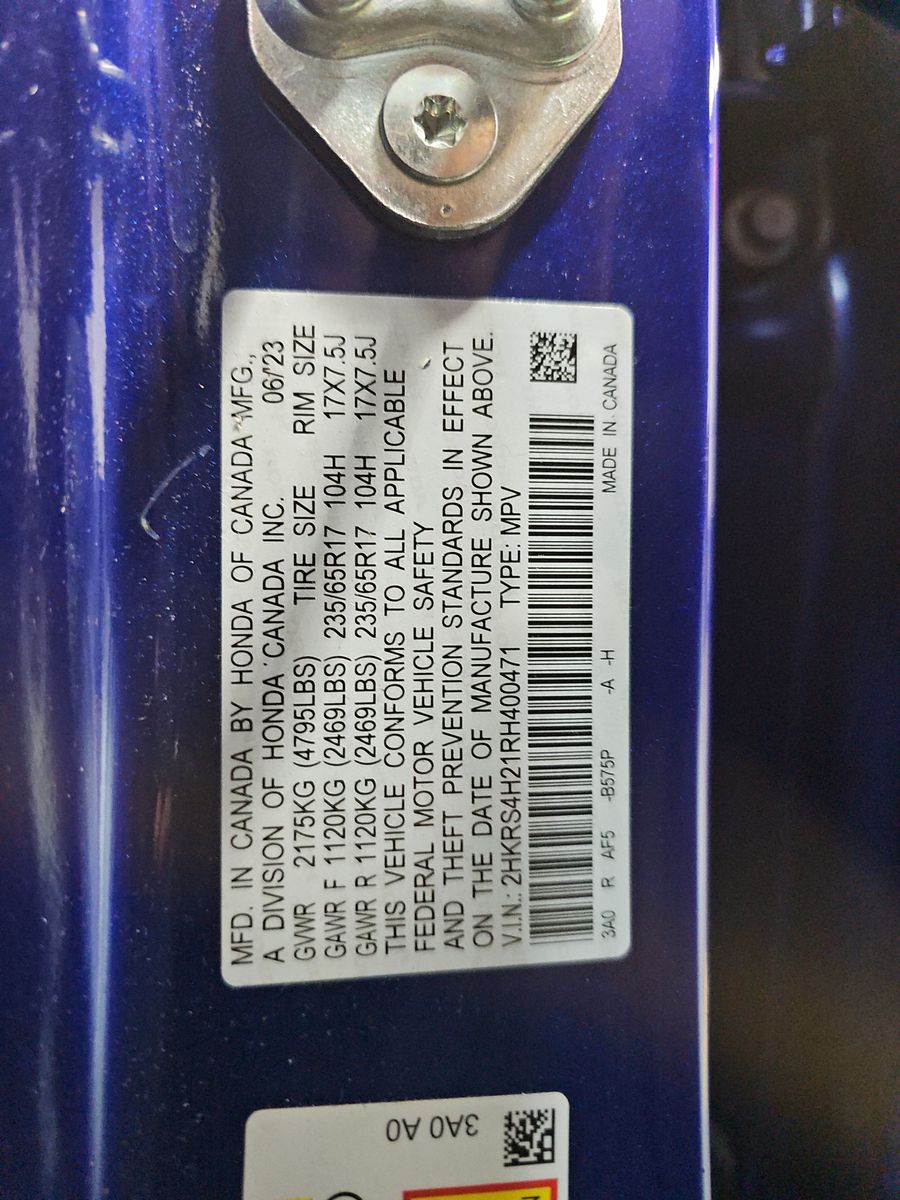 MFD. IN CANADA BY HONDA OF CANADA MFG.,
A DIVISION OF HONDA CANADA INC. 06/'23
GVWR 2175KG (4795LBS) TIRE SIZE RIM SIZE
GAWR F 1120KG (2469LBS) 235/65R17 104H 17X7.5J
GAWR R 1120KG (2469LBS) 235/65R17 104H 17X7.5J
THIS VEHICLE CONFORMS TO ALL APPLICABLE
FEDERAL MOTOR VEHICLE SAFETY
AND THEFT PREVENTION STANDARDS IN EFFECT
ON THE DATE OF MANUFACTURE SHOWN ABOVE.
V.I.N.: 2HKRS4H21RH400471 TYPE: MPV
3A0 R AF5 -B575P -A -H MADE IN CANADA
3A0 A0